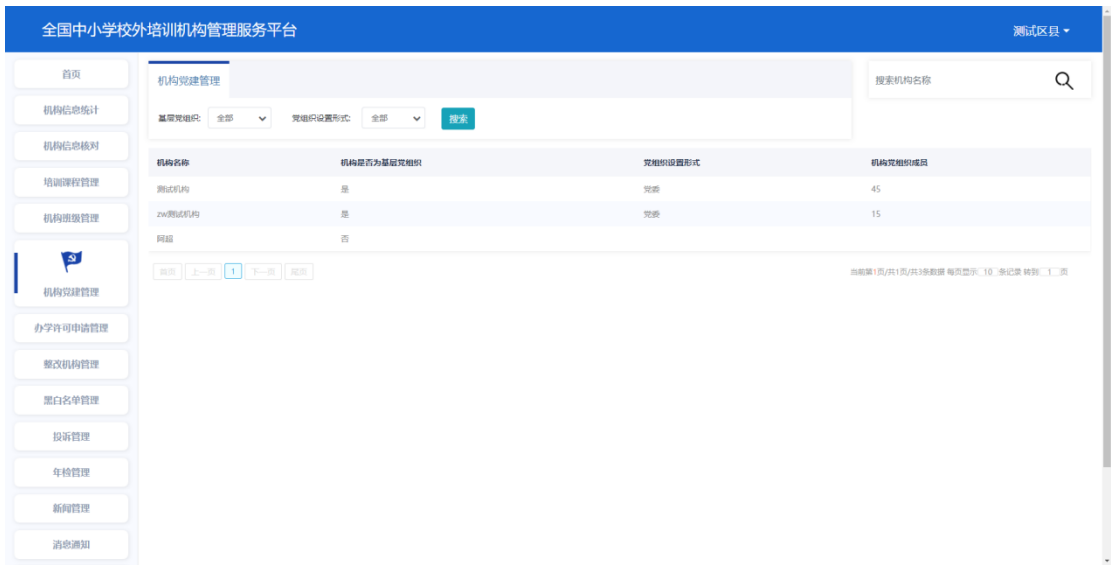 全国中小学校外培训机构管理服务平台
测试区县
首页
机构信息统计
机构信息核对
培训课程管理
机构班级管理
机构党建管理
办学许可申请管理
整改机构管理
黑白名单管理
投诉管理
年检管理
新闻管理
消息通知
机构党建管理
搜索机构名称
基层党组织: 全部 党组织设置形式: 全部 搜索
机构名称 机构是否为基层党组织 党组织设置形式 机构党组织成员
测试机构 是 党委 45
zw测试机构 是 党委 15
阿超 否
首页 上一页 1 下一页 尾页
当前第1页/共1页/共3条数据 每页显示 10 条记录 转到 1 页